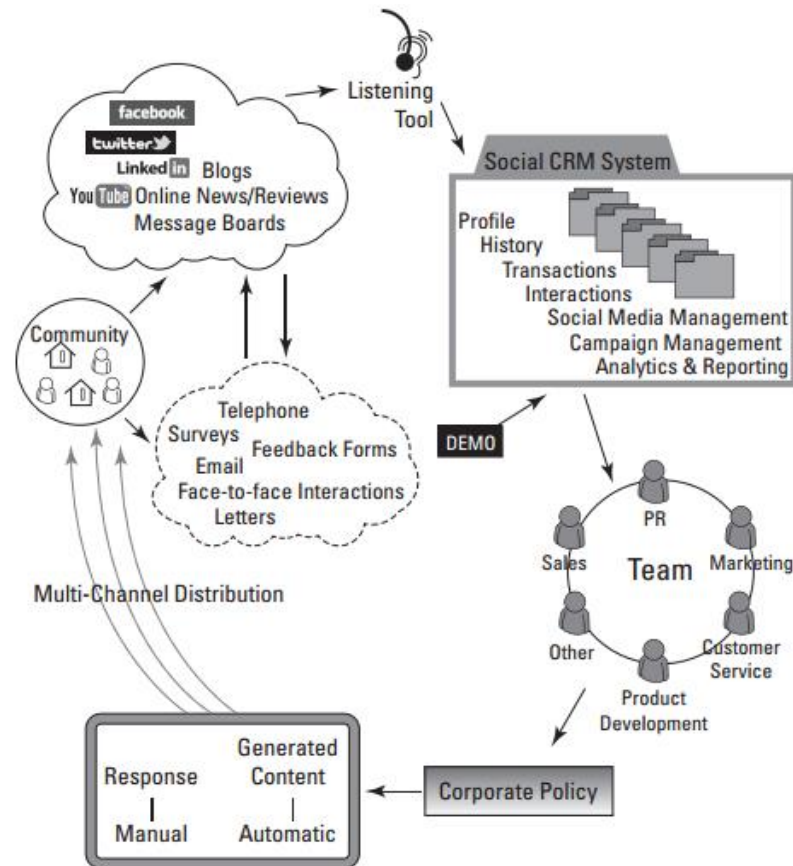 facebook
twitter
Linked in Blogs
You Tube Online News/Reviews
Message Boards
Listening
Tool
Social CRM System
Profile
History
Transactions
Interactions
Social Media Management
Campaign Management
Analytics & Reporting
Community
Telephone
Surveys
Feedback Forms
Email
Face-to-face Interactions
Letters
DEMO
PR
Sales
Team
Marketing
Other
Customer
Service
Product
Development
Multi-Channel Distribution
Generated
Content
Response
Manual
Automatic
Corporate Policy